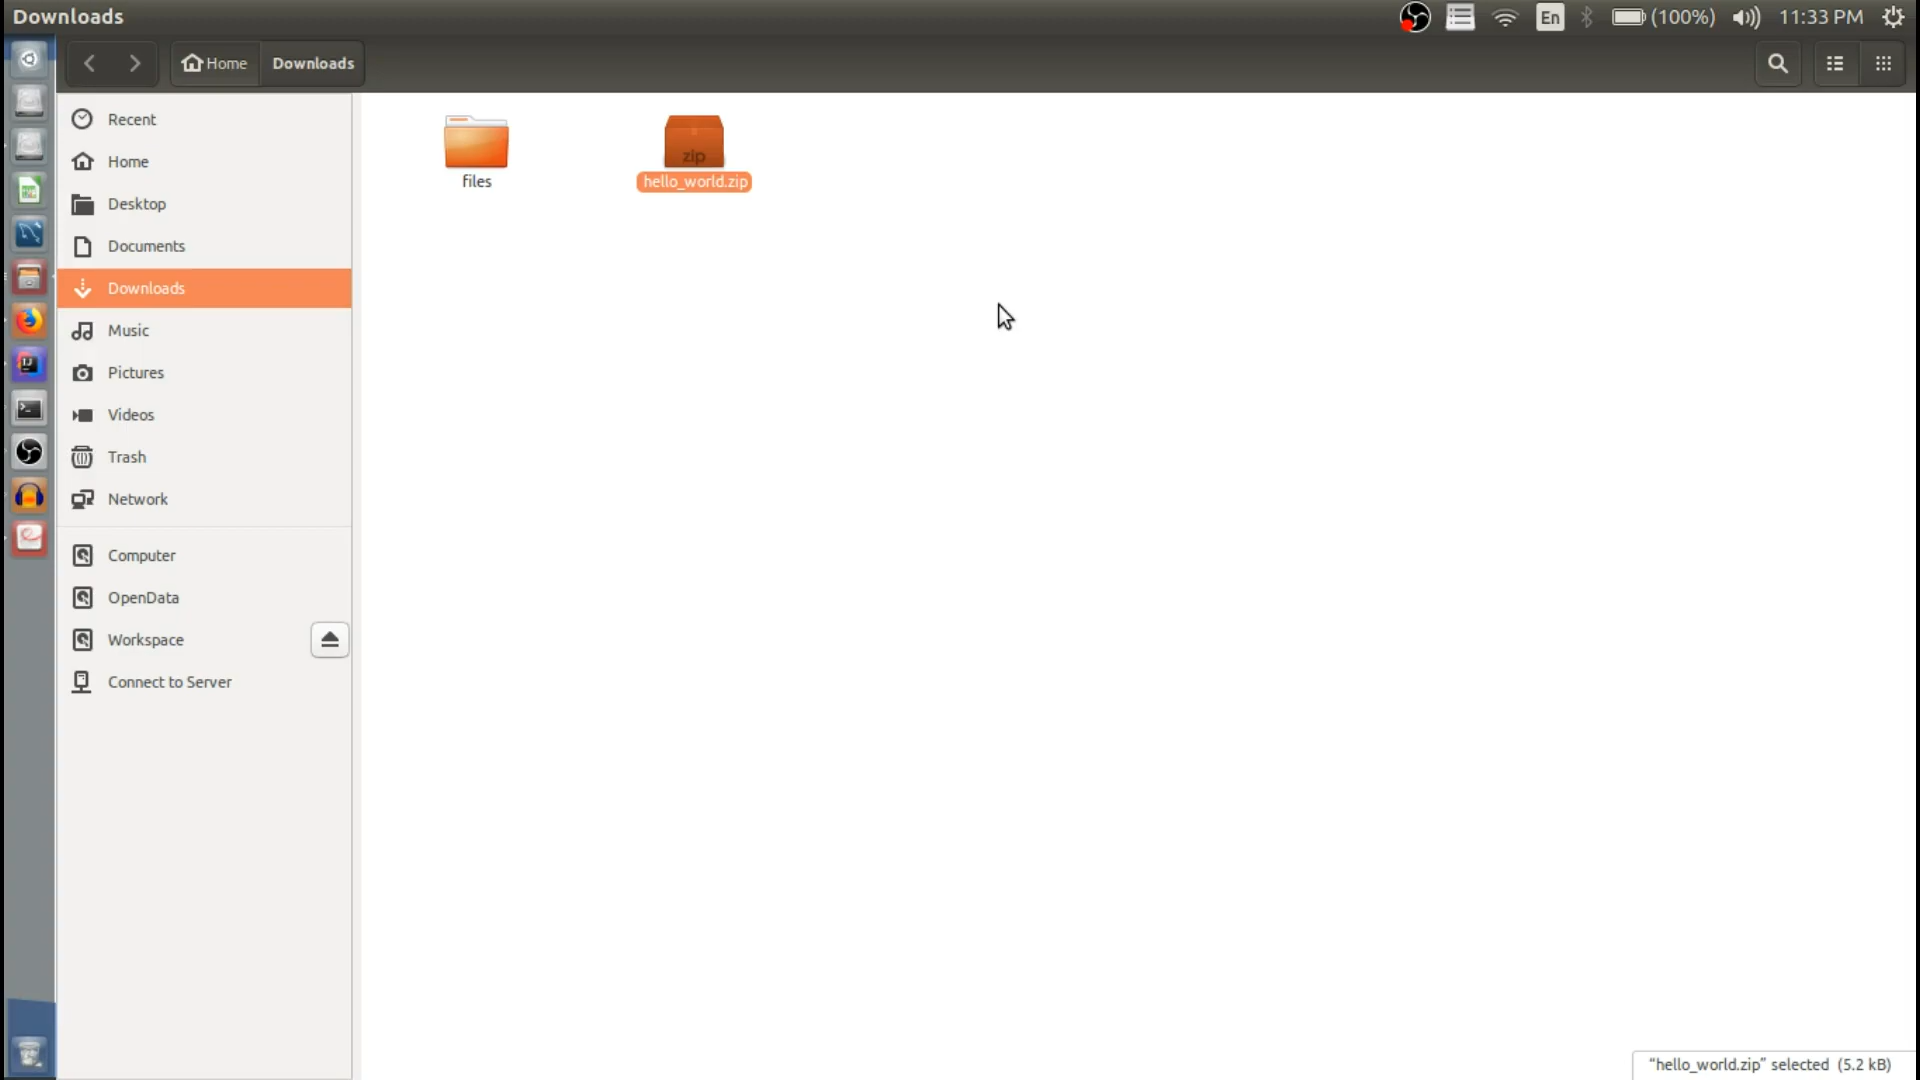 Downloads
En
(100%)
11:33 PM
Home
Downloads
Recent
Home
Desktop
Documents
Downloads
Music
Pictures
Videos
Trash
Network
Computer
OpenData
Workspace
Connect to Server
files
zip
hello_world.zip
"hello_world.zip" selected (5.2 kB)